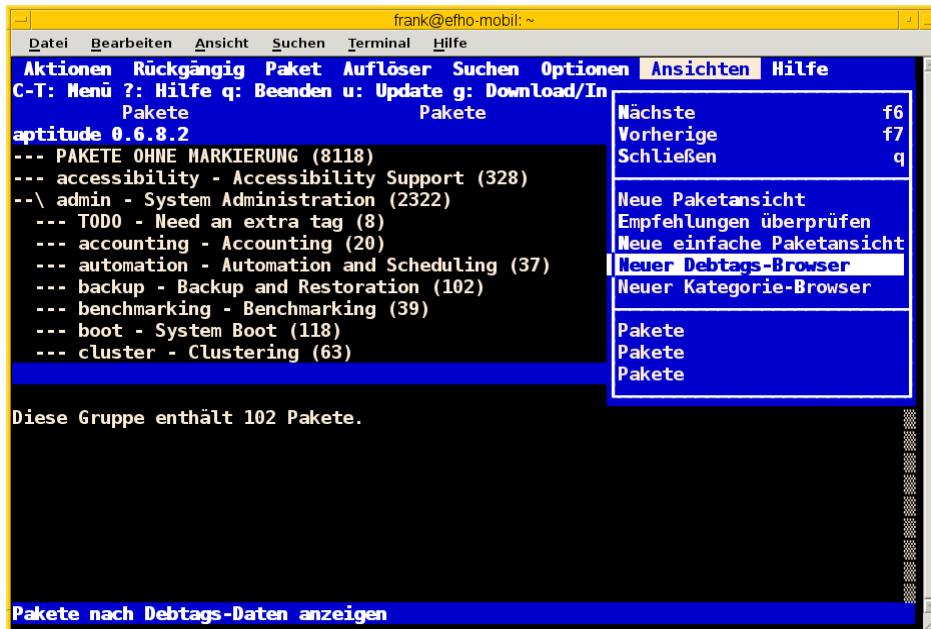 frank@efho-mobil: ~
Datei Bearbeiten Ansicht Suchen Terminal Hilfe
Aktionen Rückgängig Paket Auflöser Suchen Optionen Ansichten Hilfe
C-T: Menü ?: Hilfe q: Beenden u: Update g: Download/In
Pakete Pakete
aptitude 0.6.8.2
--- PAKETE OHNE MARKIERUNG (8118)
--- accessibility - Accessibility Support (328)
--\ admin - System Administration (2322)
--- TODO - Need an extra tag (8)
--- accounting - Accounting (20)
--- automation - Automation and Scheduling (37)
--- backup - Backup and Restoration (102)
--- benchmarking - Benchmarking (39)
--- boot - System Boot (118)
--- cluster - Clustering (63)
Nächste f6
Vorherige f7
Schließen q
Neue Paketansicht
Empfehlungen überprüfen
Neue einfache Paketansicht
Neuer Debtags-Browser
Neuer Kategorie-Browser
Pakete
Pakete
Pakete
Diese Gruppe enthält 102 Pakete.
Pakete nach Debtags-Daten anzeigen